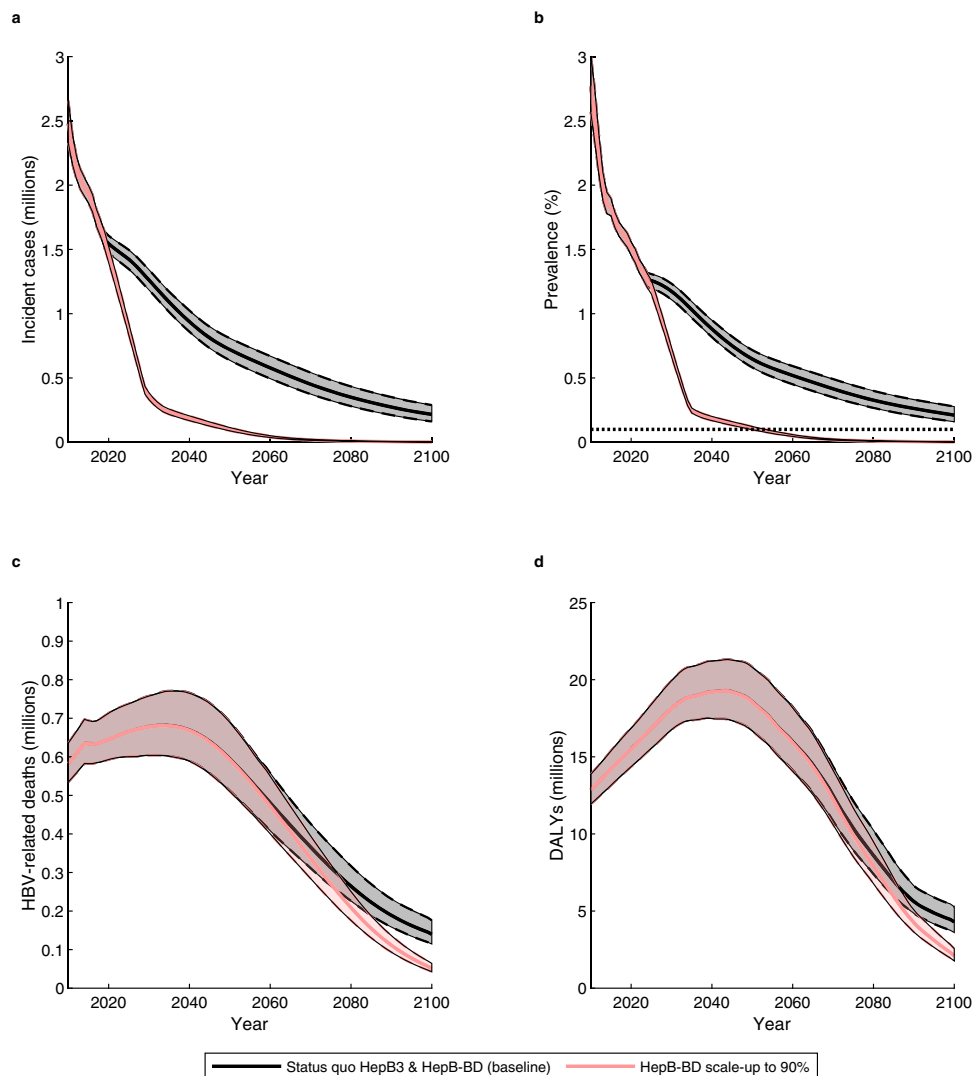 a
3
2.5
2
1.5
1
0.5
0
Incident cases (millions)
2020 2040 2060 2080 2100
Year
b
3
2.5
2
1.5
1
0.5
0
Prevalence (%)
2020 2040 2060 2080 2100
Year
c
1
0.9
0.8
0.7
0.6
0.5
0.4
0.3
0.2
0.1
0
HBV-related deaths (millions)
2020 2040 2060 2080 2100
Year
d
25
20
15
10
5
0
DALYs (millions)
2020 2040 2060 2080 2100
Year
Status quo HepB3 & HepB-BD (baseline) HepB-BD scale-up to 90%